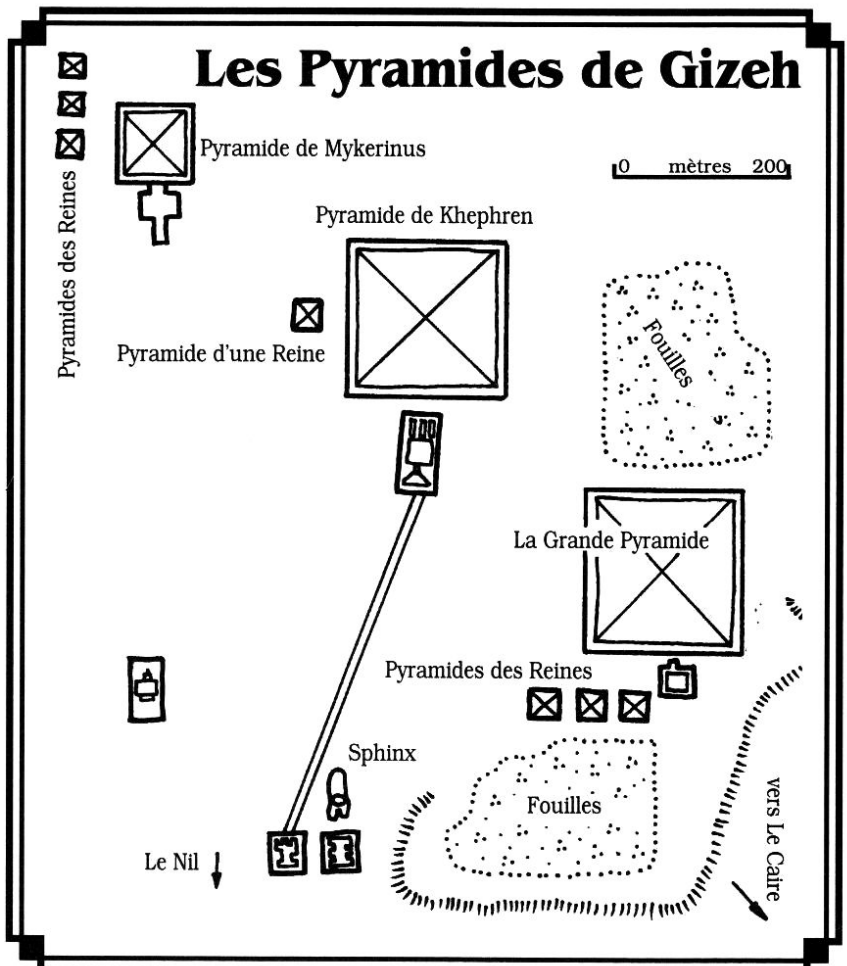 Les Pyramides de Gizeh
Pyramide de Mykerinus
0 mètres 200
Pyramides des Reines
Pyramide de Khephren
Pyramide d'une Reine
Fouilles
La Grande Pyramide
Pyramides des Reines
Sphinx
Fouilles
vers Le Caire
Le Nil